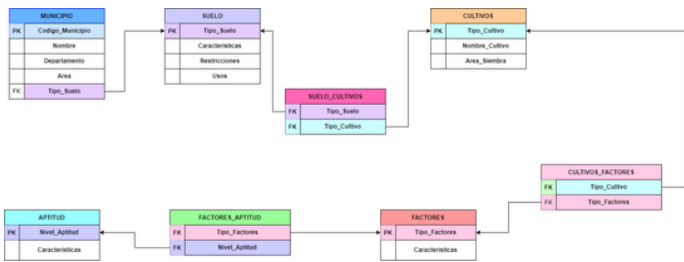 MUNICIPIO
PK Codigo_Municipio
Nombre
Departamento
Area
FK Tipo_Suelo
SUELO
PK Tipo_Suelo
Caracteristicas
Restricciones
Usos
CULTIVOS
PK Tipo_Cultivo
Nombre_Cultivo
Area_Siembra
SUELO_CULTIVOS
FK Tipo_Suelo
FK Tipo_Cultivo
CULTIVOS_FACTORES
FK Tipo_Cultivo
FK Tipo_Factores
APTITUD
PK Nivel_Aptitud
Caracteristicas
FACTORES_APTITUD
FK Tipo_Factores
FK Nivel_Aptitud
FACTORES
PK Tipo_Factores
Caracteristicas